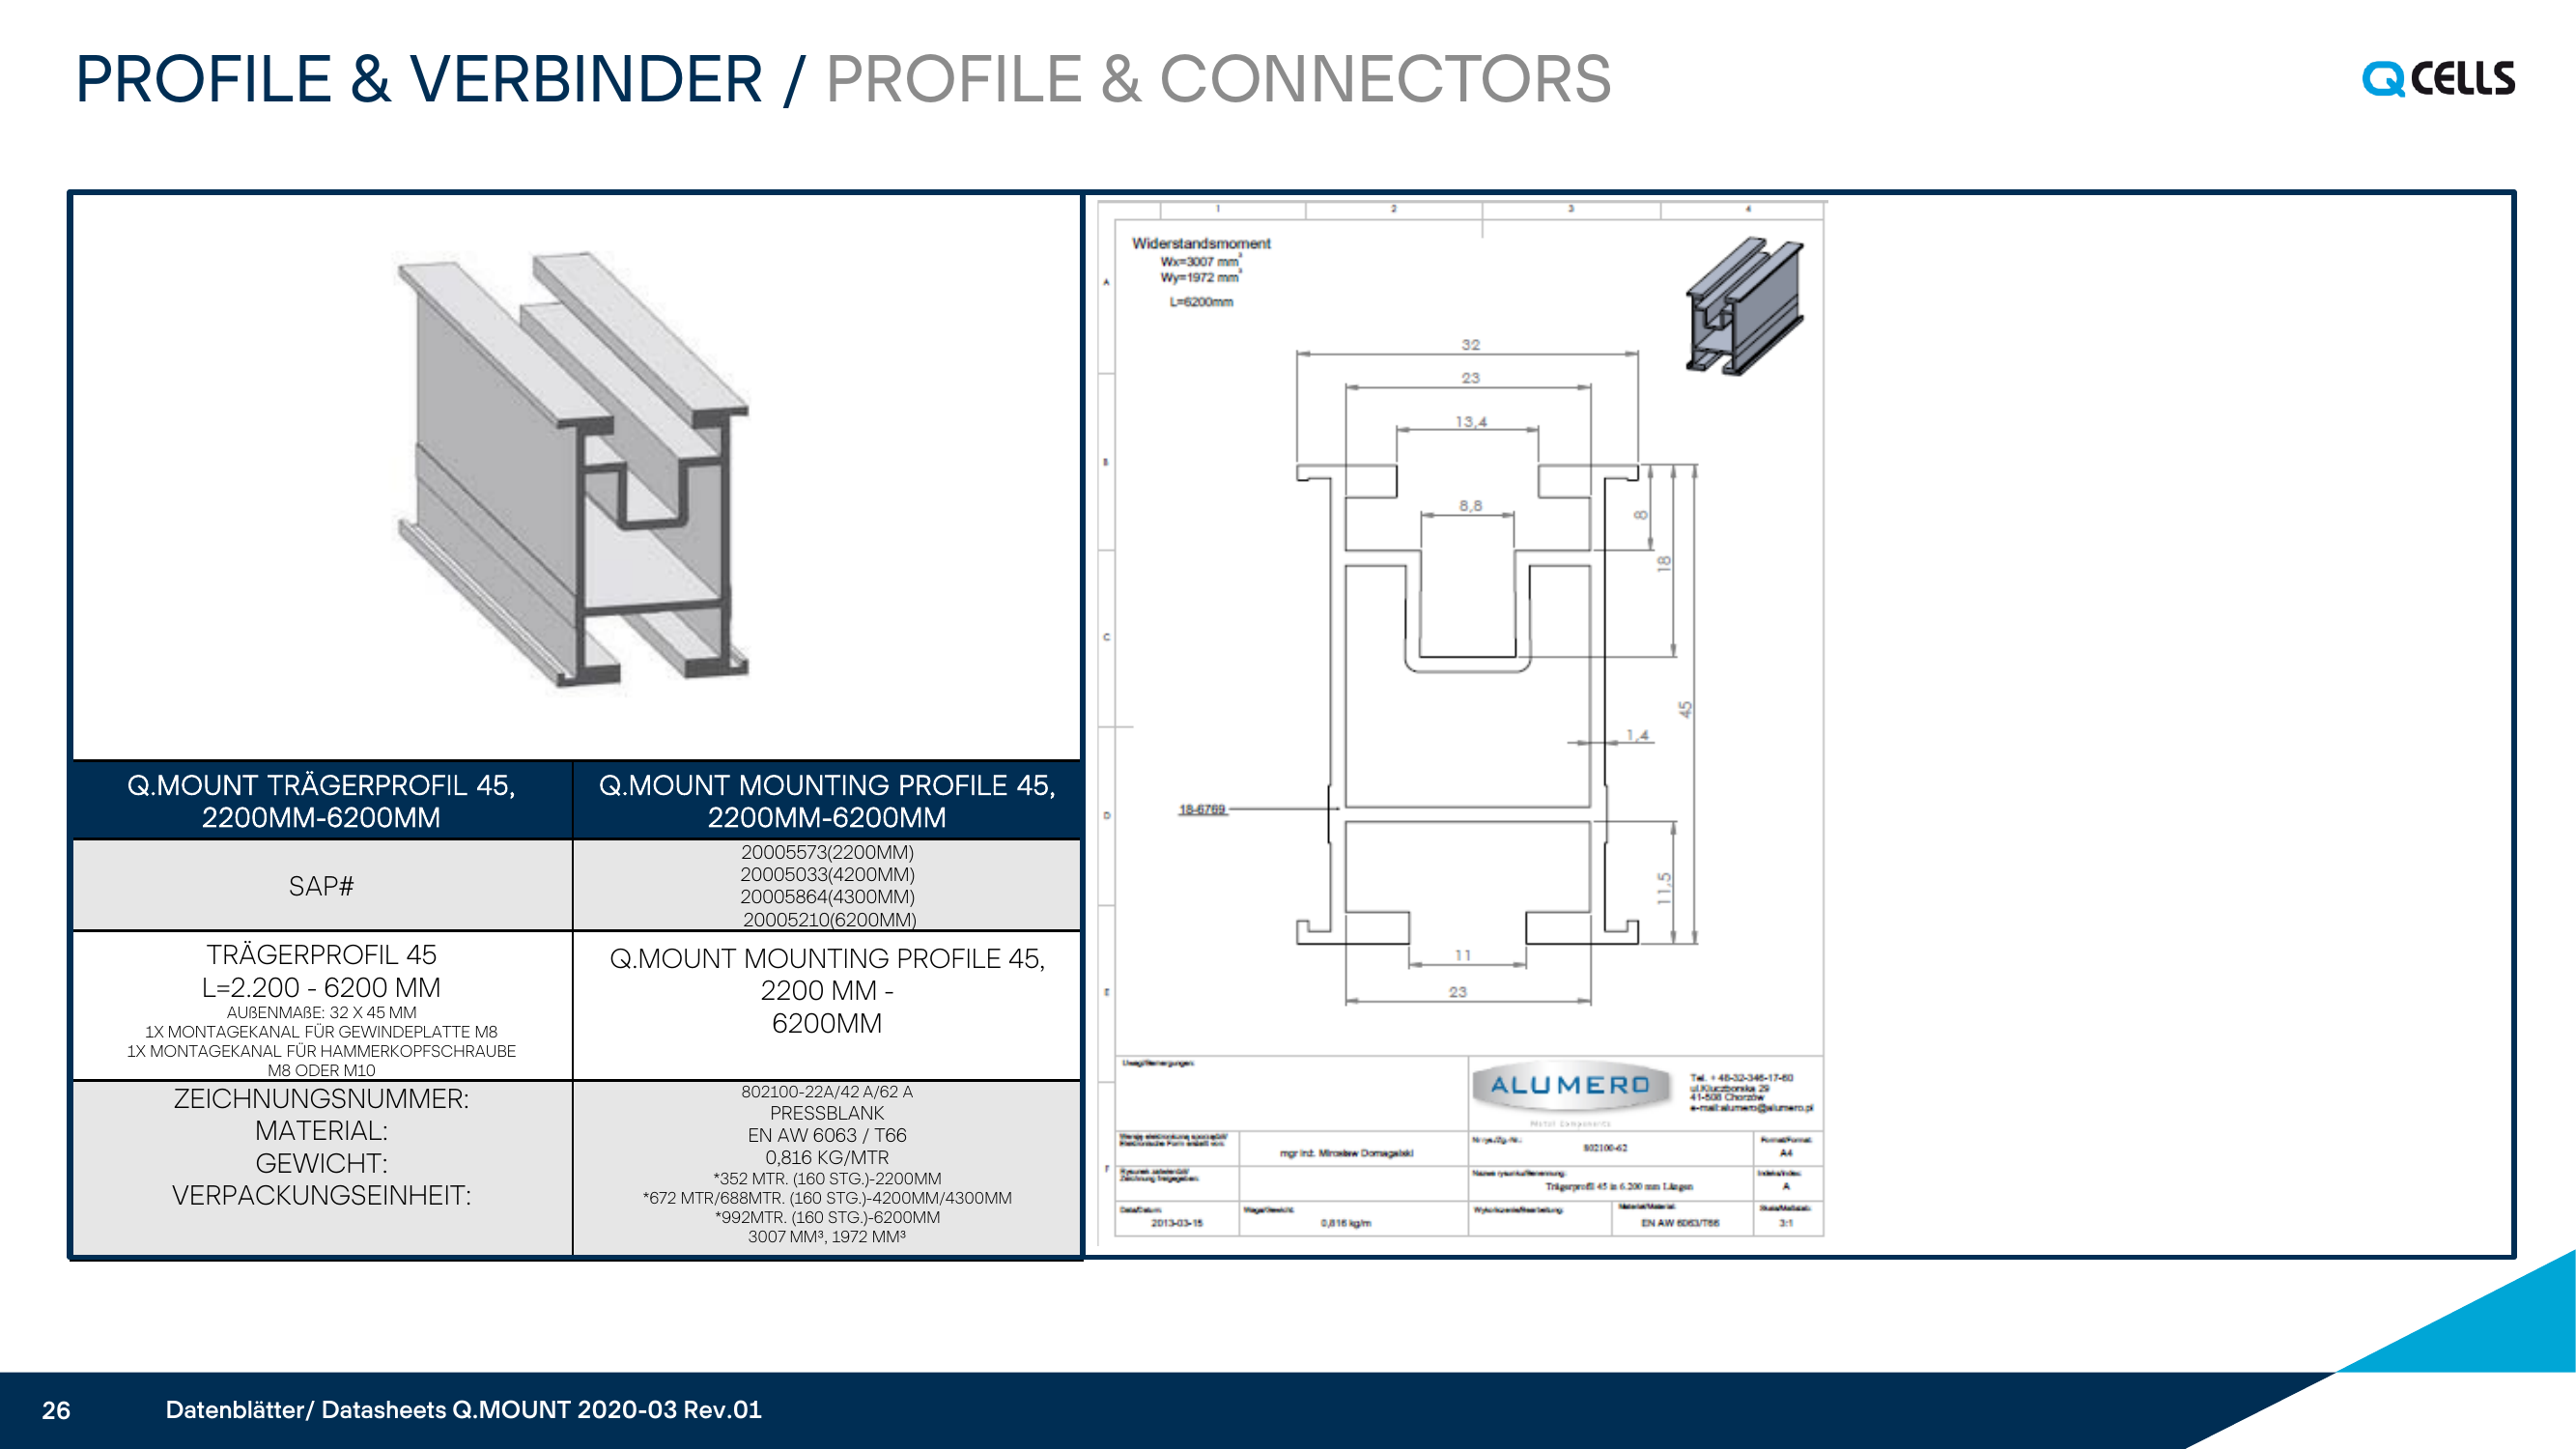 PROFILE & VERBINDER / PROFILE & CONNECTORS
Q CELLS
Q.MOUNT TRÄGERPROFIL 45,
2200MM-6200MM
Q.MOUNT MOUNTING PROFILE 45,
2200MM-6200MM
SAP#
20005573(2200MM)
20005033(4200MM)
20005864(4300MM)
20005210(6200MM)
TRÄGERPROFIL 45
L=2.200 - 6200 MM
AUßENMAßE: 32 X 45 MM
1X MONTAGEKANAL FÜR GEWINDEPLATTE M8
1X MONTAGEKANAL FÜR HAMMERKOPFSCHRAUBE
M8 ODER M10
Q.MOUNT MOUNTING PROFILE 45,
2200 MM -
6200MM
ZEICHNUNGSNUMMER:
MATERIAL:
GEWICHT:
VERPACKUNGSEINHEIT:
802100-22A/42 A/62 A
PRESSBLANK
EN AW 6063 / T66
0,816 KG/MTR
*352 MTR. (160 STG.)-2200MM
*672 MTR/688MTR. (160 STG.)-4200MM/4300MM
*992MTR. (160 STG.)-6200MM
3007 MM³, 1972 MM³
1 2 3 4
A
B
C
D
E
F
Widerstandsmoment
Wx=3007 mm³
Wy=1972 mm³
L=6200mm
32
23
13,4
8,8
8
18
45
1,4
18-6769
11,5
11
23
Uwagi/Bemerkungen:
ALUMERO
Metal Components
Tel. +48-32-346-17-60
ul.Kluczborska 29
41-508 Chorzów
e-mail:alumero@alumero.pl
mgr inż. Mirosław Domagalski
802100-62
Format/Format:
A4
Nazwa rysunku/Benennung:
Trägerprofil 45 in 6.200 mm Längen
Indeks/Index:
A
Data/Datum:
2013-03-15
Waga/Gewicht:
0,816 kg/m
Materiał/Material:
EN AW 6063/T66
Skala/Maßstab:
3:1
26
Datenblätter/ Datasheets Q.MOUNT 2020-03 Rev.01